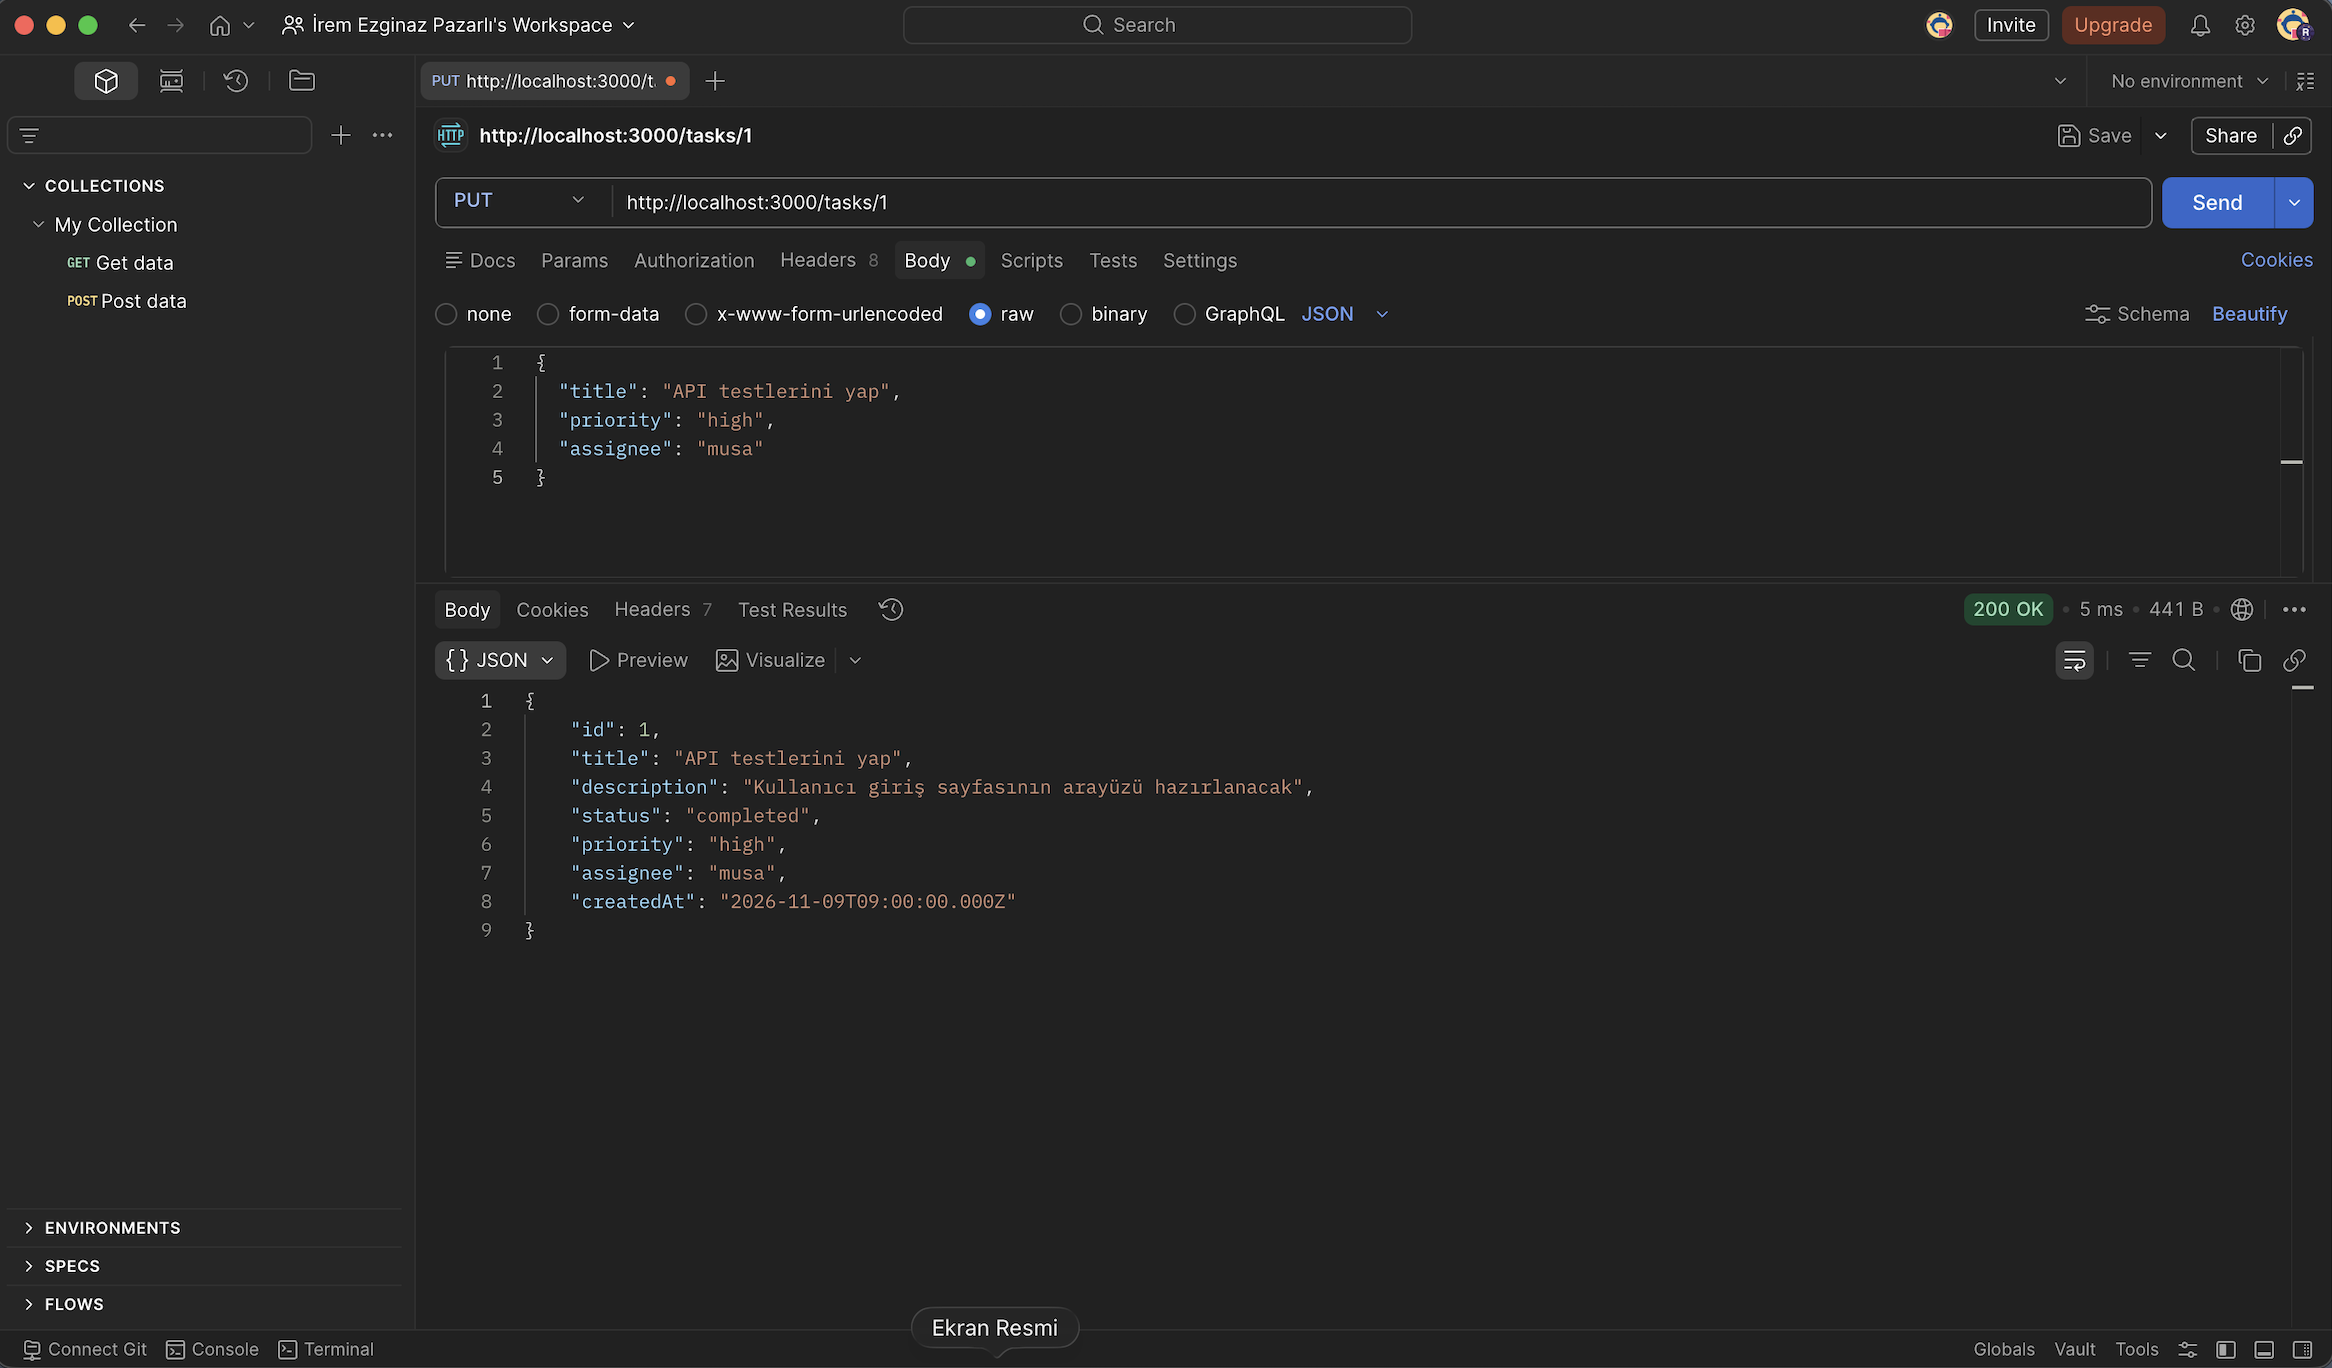 İrem Ezginaz Pazarlı's Workspace
Search
Invite
Upgrade
PUT http://localhost:3000/t
No environment
HTTP http://localhost:3000/tasks/1
Save
Share
COLLECTIONS
My Collection
GET Get data
POST Post data
PUT
http://localhost:3000/tasks/1
Send
Docs
Params
Authorization
Headers 8
Body
Scripts
Tests
Settings
Cookies
none
form-data
x-www-form-urlencoded
raw
binary
GraphQL
JSON
Schema
Beautify
1 {
2 "title": "API testlerini yap",
3 "priority": "high",
4 "assignee": "musa"
5 }
Body
Cookies
Headers 7
Test Results
200 OK
5 ms
441 B
{} JSON
Preview
Visualize
1 {
2 "id": 1,
3 "title": "API testlerini yap",
4 "description": "Kullanıcı giriş sayfasının arayüzü hazırlanacak",
5 "status": "completed",
6 "priority": "high",
7 "assignee": "musa",
8 "createdAt": "2026-11-09T09:00:00.000Z"
9 }
ENVIRONMENTS
SPECS
FLOWS
Ekran Resmi
Connect Git
Console
Terminal
Globals
Vault
Tools